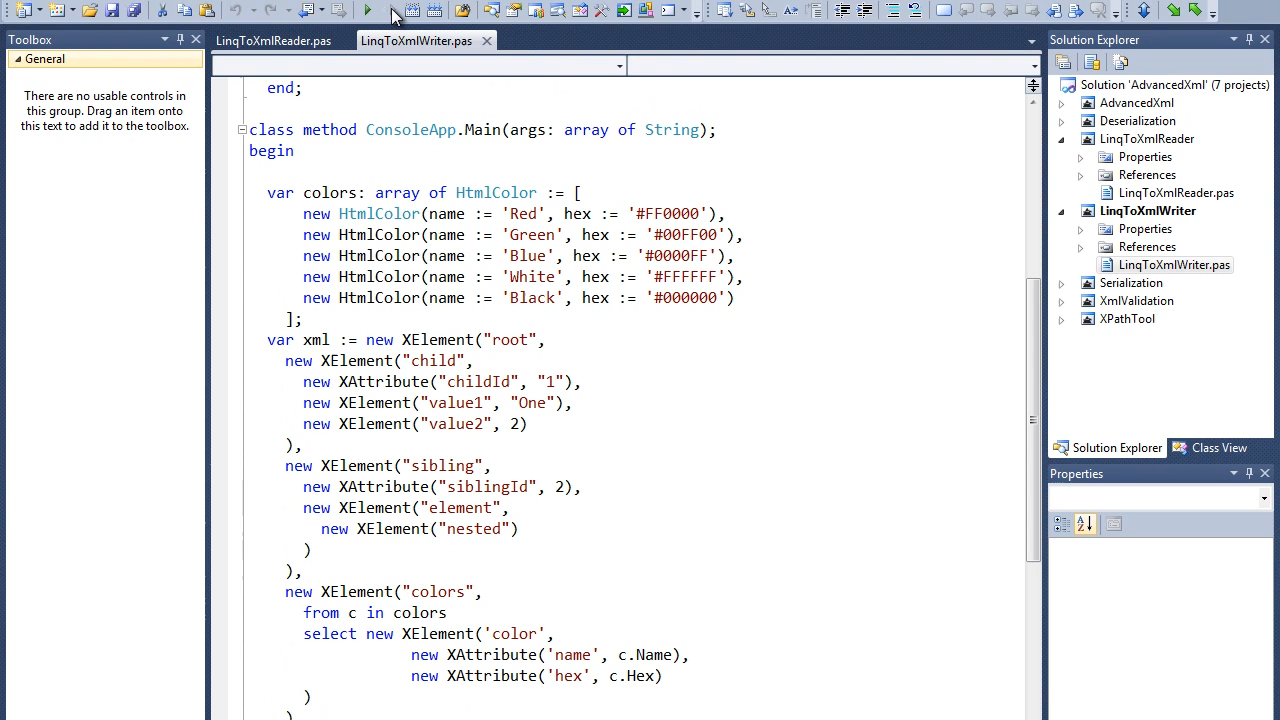 Toolbox
General
There are no usable controls in
this group. Drag an item onto
this text to add it to the toolbox.
LinqToXmlReader.pas
LinqToXmlWriter.pas
end;
class method ConsoleApp.Main(args: array of String);
begin
var colors: array of HtmlColor := [
new HtmlColor(name := 'Red', hex := '#FF0000'),
new HtmlColor(name := 'Green', hex := '#00FF00'),
new HtmlColor(name := 'Blue', hex := '#0000FF'),
new HtmlColor(name := 'White', hex := '#FFFFFF'),
new HtmlColor(name := 'Black', hex := '#000000')
];
var xml := new XElement("root",
new XElement("child",
new XAttribute("childId", "1"),
new XElement("value1", "One"),
new XElement("value2", 2)
),
new XElement("sibling",
new XAttribute("siblingId", 2),
new XElement("element",
new XElement("nested")
)
),
new XElement("colors",
from c in colors
select new XElement('color',
new XAttribute('name', c.Name),
new XAttribute('hex', c.Hex)
)
)
Solution Explorer
Solution 'AdvancedXml' (7 projects)
AdvancedXml
Deserialization
LinqToXmlReader
Properties
References
LinqToXmlReader.pas
LinqToXmlWriter
Properties
References
LinqToXmlWriter.pas
Serialization
XmlValidation
XPathTool
Solution Explorer
Class View
Properties